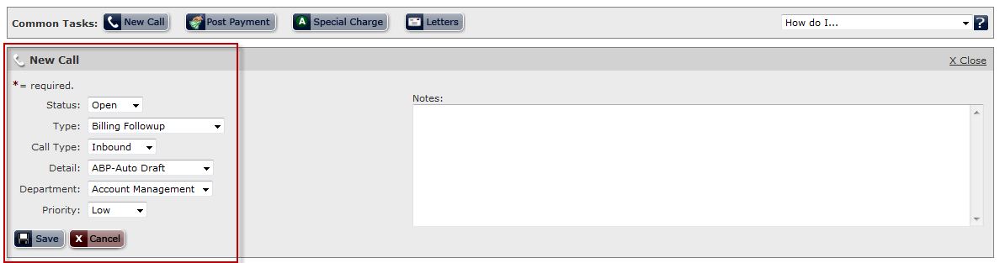 Common Tasks: New Call Post Payment A Special Charge Letters How do I... ?
New Call X Close
*= required.
Notes:
Status: Open
Type: Billing Followup
Call Type: Inbound
Detail: ABP-Auto Draft
Department: Account Management
Priority: Low
Save X Cancel